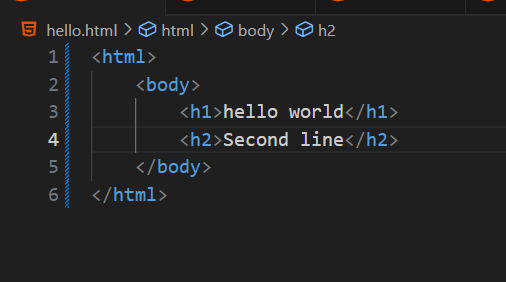 hello.html > html > body > h2
1 <html>
2 <body>
3 <h1>hello world</h1>
4 <h2>Second line</h2>
5 </body>
6 </html>